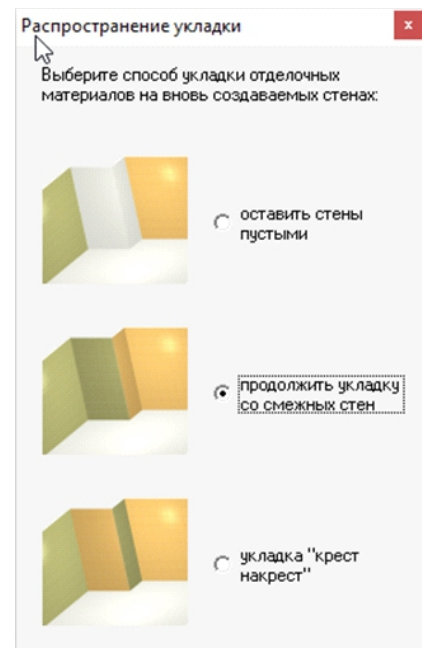 Распространение укладки
x
Выберите способ укладки отделочных
материалов на вновь создаваемых стенах:
оставить стены
пустыми
продолжить укладку
со смежных стен
укладка "крест
накрест"